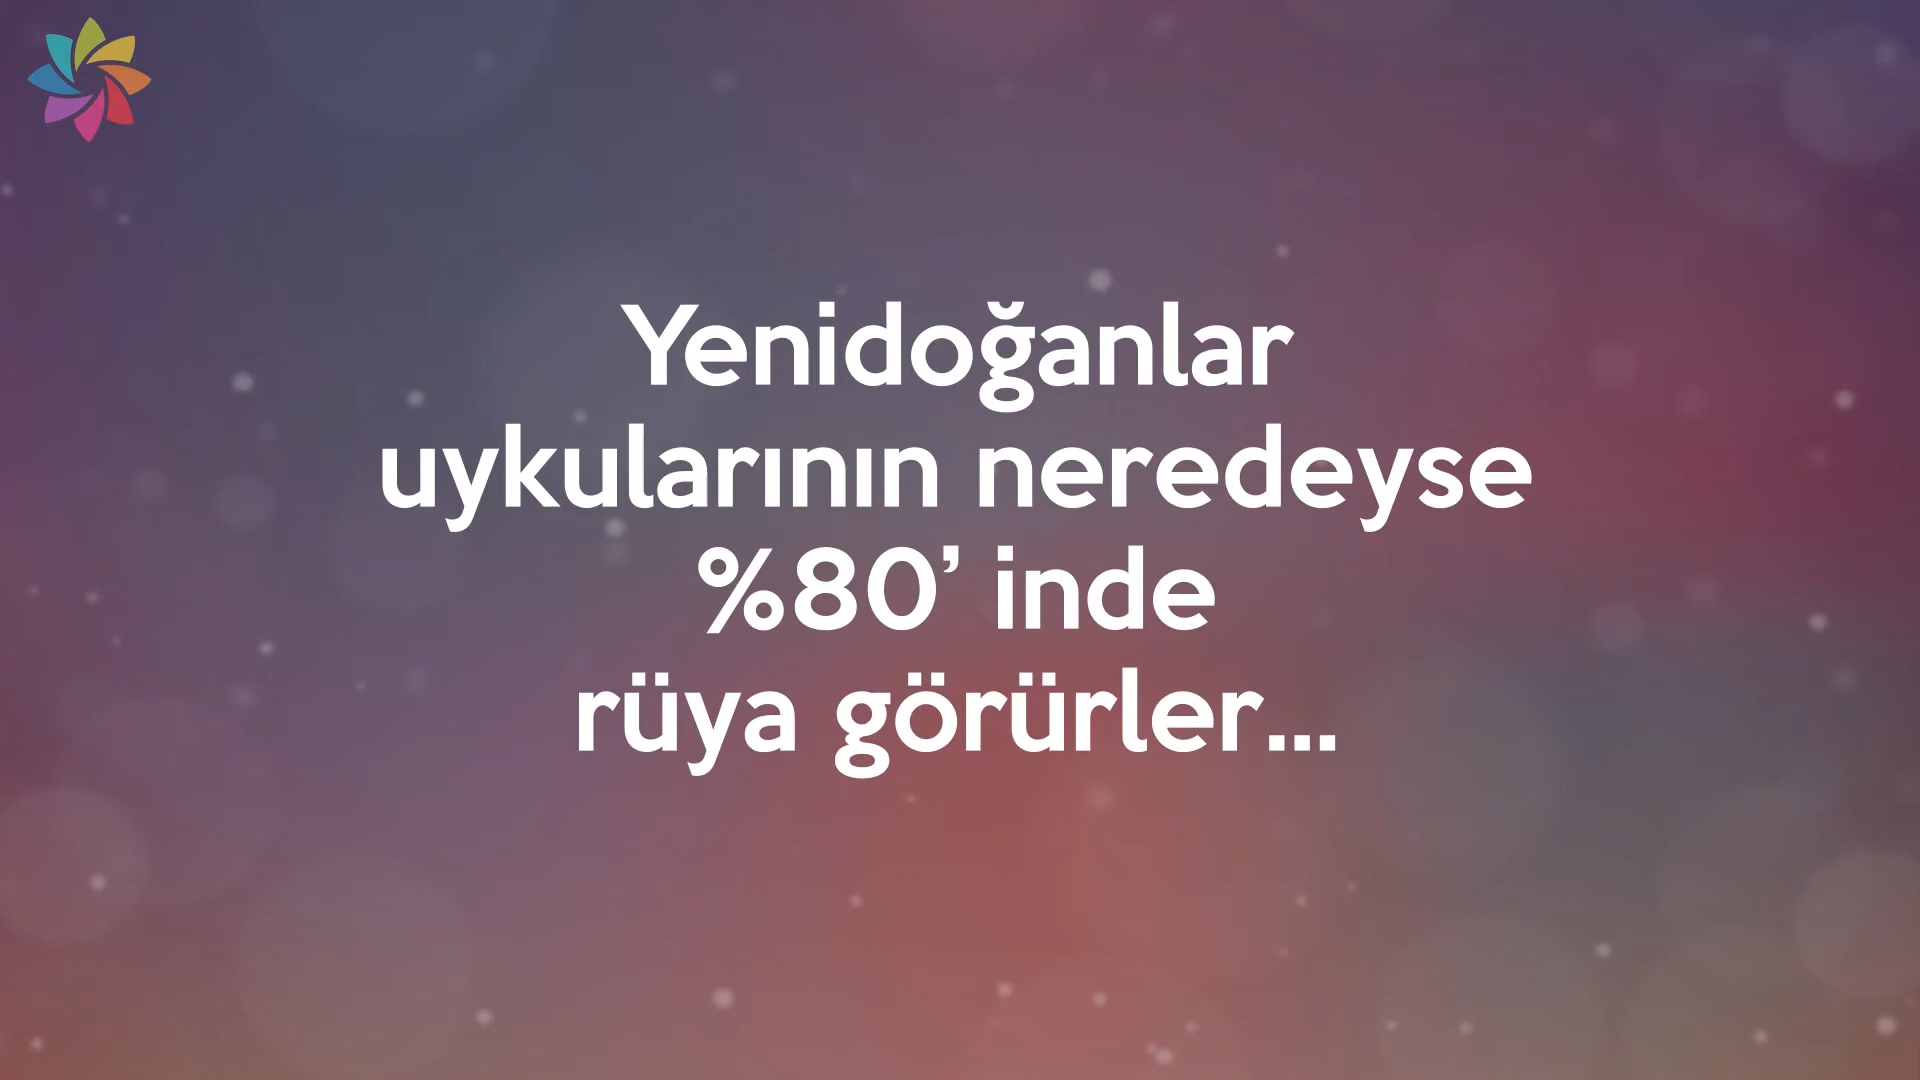 Yenidoğanlar
uykularının neredeyse
%80’ inde
rüya görürler...